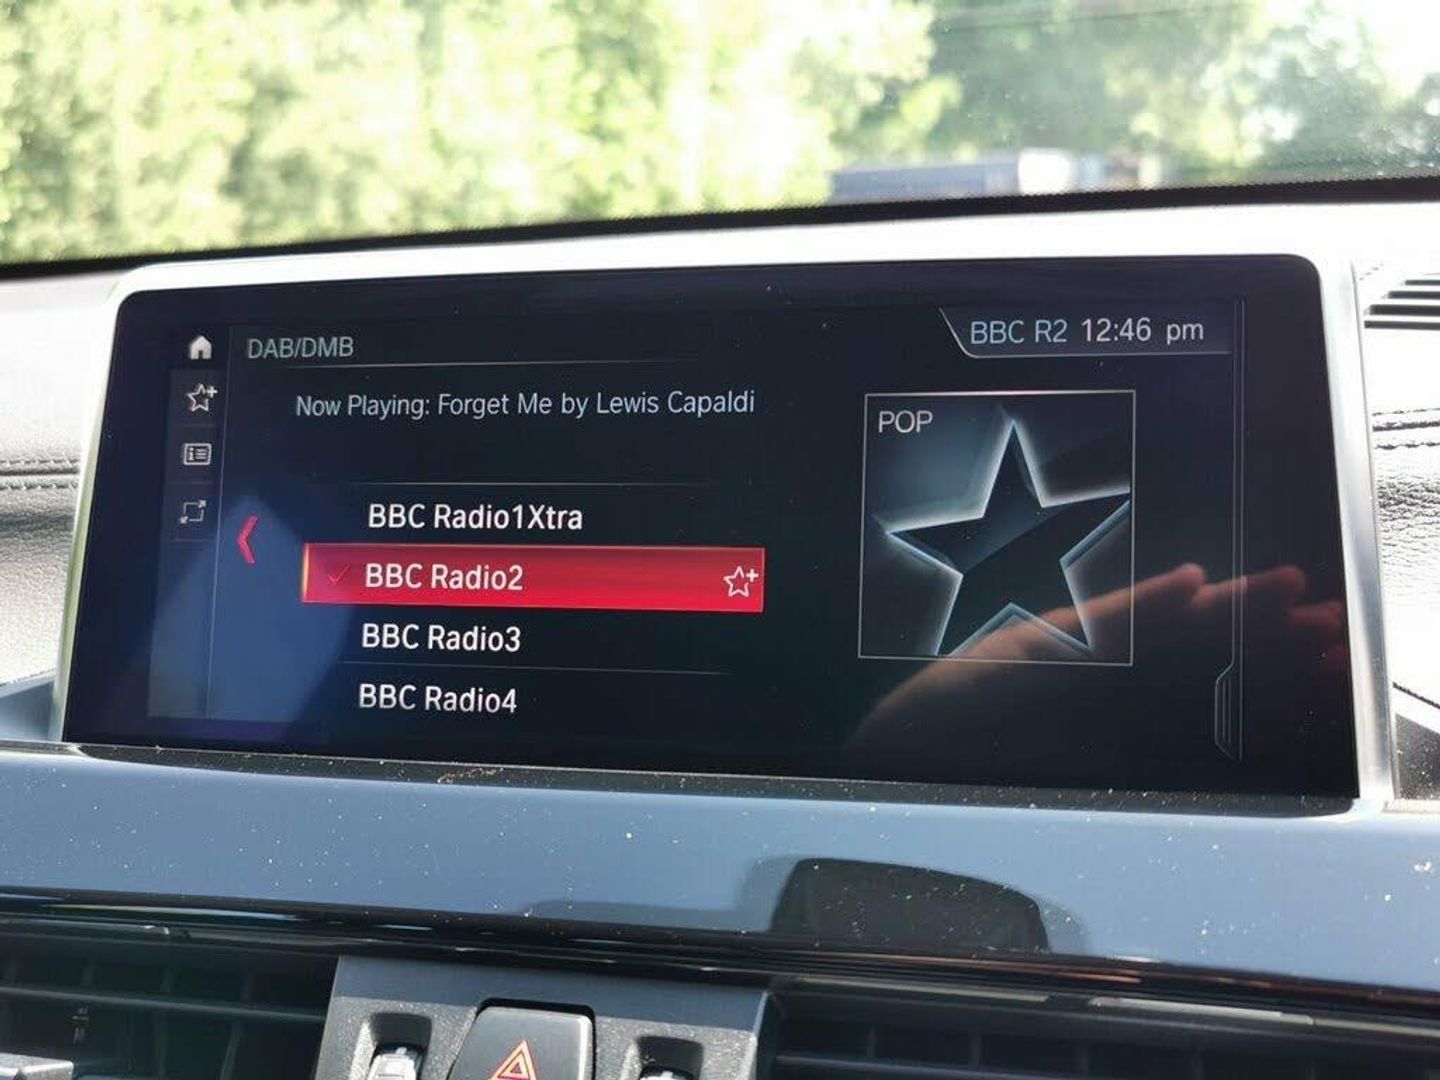 DAB/DMB
BBC R2 12:46 pm
Now Playing: Forget Me by Lewis Capaldi
POP
BBC Radio1Xtra
BBC Radio2
BBC Radio3
BBC Radio4